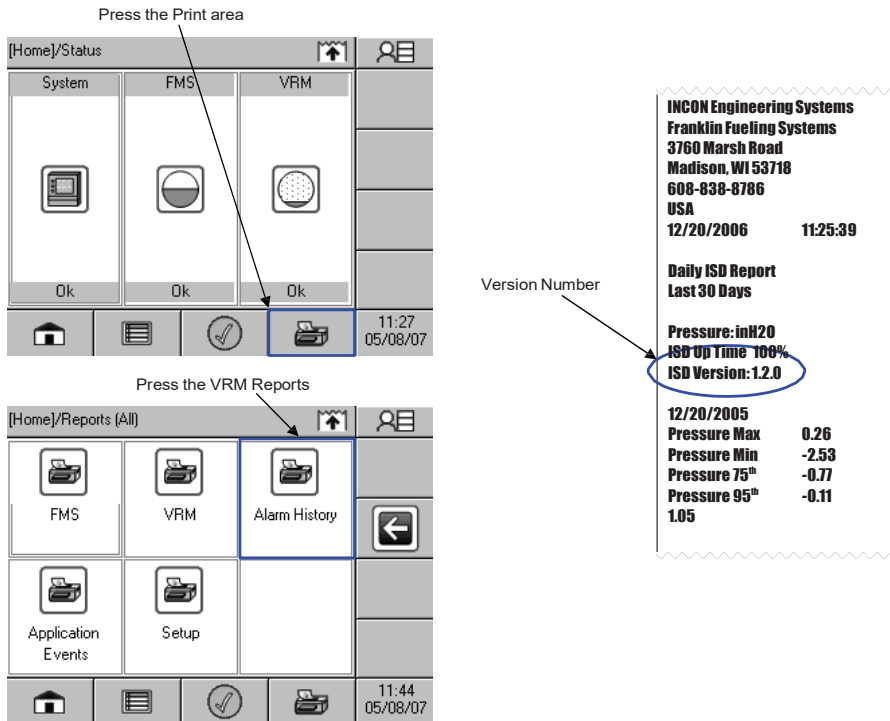 Press the Print area
[Home]/Status
System FMS VRM
Ok Ok Ok
11:27
05/08/07
Press the VRM Reports
[Home]/Reports (All)
FMS VRM Alarm History
Application Events Setup
11:44
05/08/07
Version Number
INCON Engineering Systems
Franklin Fueling Systems
3760 Marsh Road
Madison, WI 53718
608-838-8786
USA
12/20/2006 11:25:39
Daily ISD Report
Last 30 Days
Pressure: inH2O
ISD Up Time 100%
ISD Version: 1.2.0
12/20/2005
Pressure Max 0.26
Pressure Min -2.53
Pressure 75th -0.77
Pressure 95th -0.11
1.05